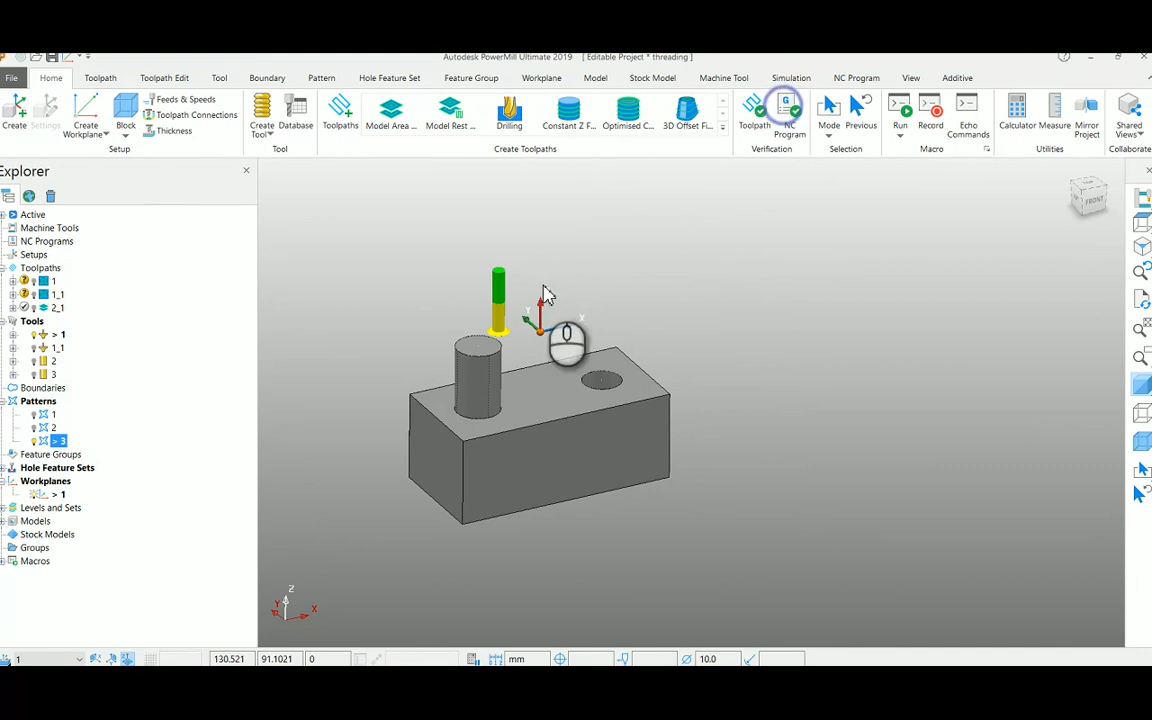 Autodesk PowerMill Ultimate 2019 [ Editable Project * threading ]
File Home Toolpath Toolpath Edit Tool Boundary Pattern Hole Feature Set Feature Group Workplane Model Stock Model Machine Tool Simulation NC Program View Additive
Create Settings Create Workplane Block
Feeds & Speeds
Toolpath Connections
Thickness
Create Tool Database
Toolpaths Model Area ... Model Rest ... Drilling Constant Z F... Optimised C... 3D Offset Fi...
Toolpath NC Program
Mode Previous
Run Record Echo Commands
Calculator Measure Mirror Project
Shared Views
Setup Tool Create Toolpaths Verification Selection Macro Utilities Collaborate
Explorer
Active
Machine Tools
NC Programs
Setups
Toolpaths
1
1_1
2_1
Tools
> 1
1_1
2
3
Boundaries
Patterns
1
2
> 3
Feature Groups
Hole Feature Sets
Workplanes
> 1
Levels and Sets
Models
Stock Models
Groups
Macros
FRONT
Y
X
Z
Y
X
1 130.521 91.1021 0 mm 10.0